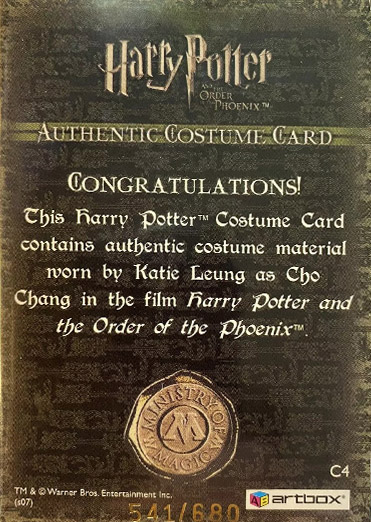 Harry Potter
AND THE
ORDER
OF THE
PHOENIX™
AUTHENTIC COSTUME CARD
CONGRATULATIONS!
This Harry Potter™ Costume Card
contains authentic costume material
worn by Katie Leung as Cho
Chang in the film Harry Potter and
the Order of the Phoenix™.
MINISTRY OF
MAGIC
M
C4
TM & © Warner Bros. Entertainment Inc.
(s07)
541/680
artbox®